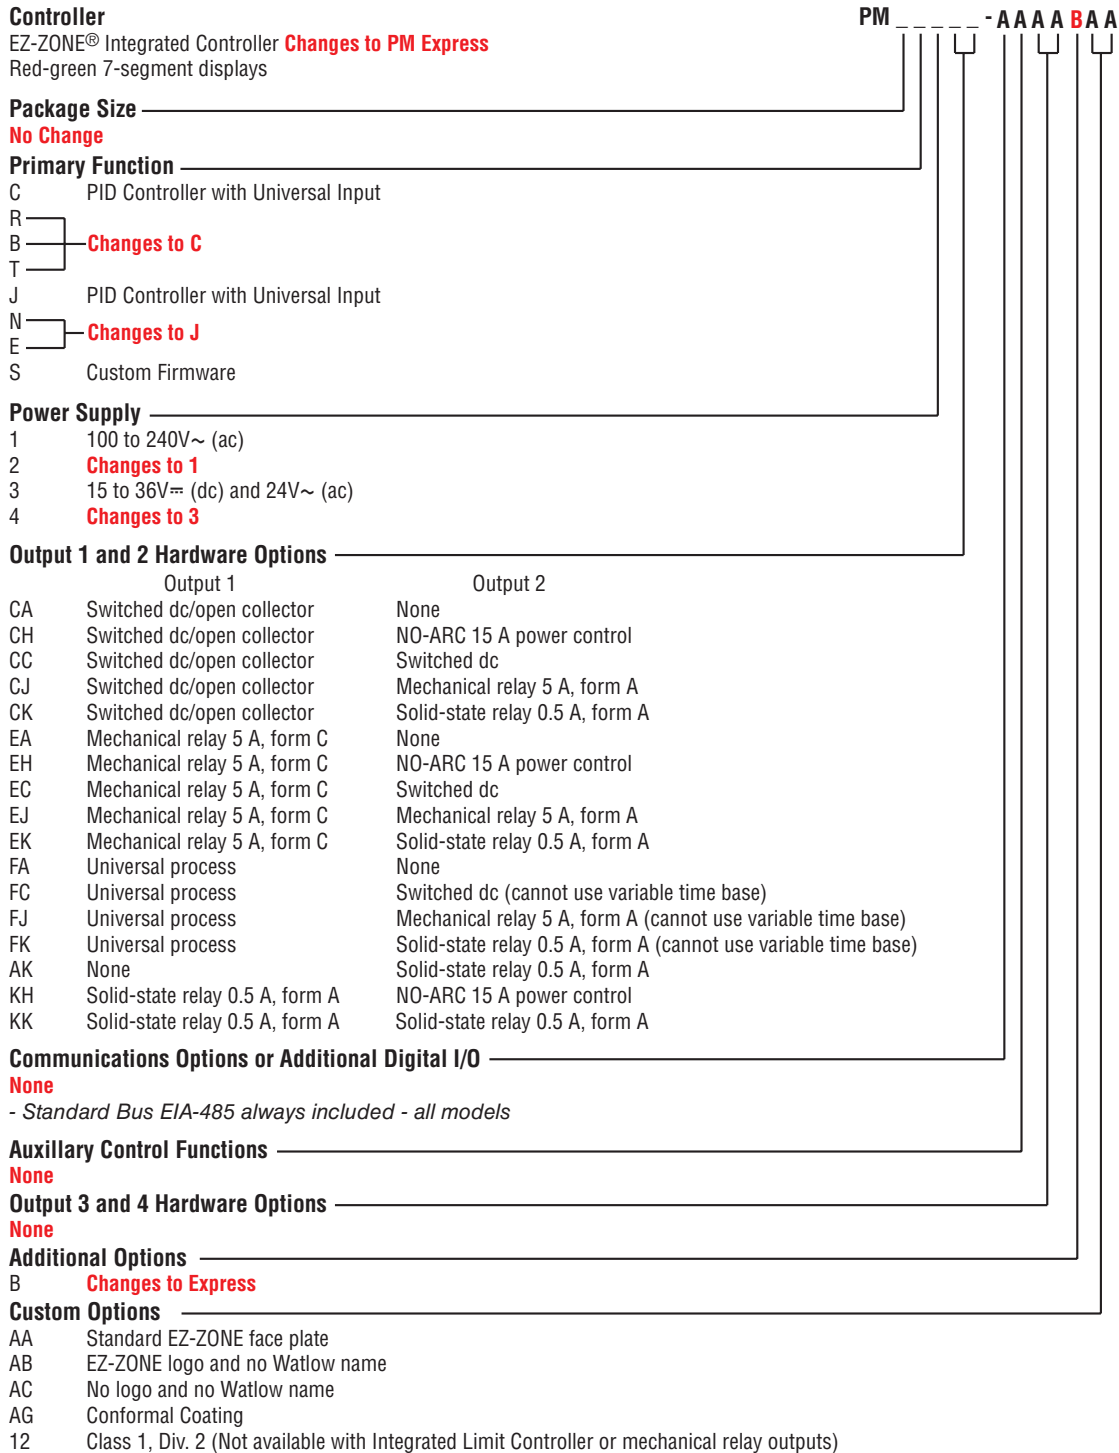 Controller PM _ _ _ _ _ - A A A A B A A
EZ-ZONE® Integrated Controller Changes to PM Express
Red-green 7-segment displays
Package Size
No Change
Primary Function
C PID Controller with Universal Input
R
B Changes to C
T
J PID Controller with Universal Input
N
Changes to J
E
S Custom Firmware
Power Supply
1 100 to 240V~ (ac)
2 Changes to 1
3 15 to 36V⎓ (dc) and 24V~ (ac)
4 Changes to 3
Output 1 and 2 Hardware Options
Output 1 Output 2
CA Switched dc/open collector None
CH Switched dc/open collector NO-ARC 15 A power control
CC Switched dc/open collector Switched dc
CJ Switched dc/open collector Mechanical relay 5 A, form A
CK Switched dc/open collector Solid-state relay 0.5 A, form A
EA Mechanical relay 5 A, form C None
EH Mechanical relay 5 A, form C NO-ARC 15 A power control
EC Mechanical relay 5 A, form C Switched dc
EJ Mechanical relay 5 A, form C Mechanical relay 5 A, form A
EK Mechanical relay 5 A, form C Solid-state relay 0.5 A, form A
FA Universal process None
FC Universal process Switched dc (cannot use variable time base)
FJ Universal process Mechanical relay 5 A, form A (cannot use variable time base)
FK Universal process Solid-state relay 0.5 A, form A (cannot use variable time base)
AK None Solid-state relay 0.5 A, form A
KH Solid-state relay 0.5 A, form A NO-ARC 15 A power control
KK Solid-state relay 0.5 A, form A Solid-state relay 0.5 A, form A
Communications Options or Additional Digital I/O
None
- Standard Bus EIA-485 always included - all models
Auxillary Control Functions
None
Output 3 and 4 Hardware Options
None
Additional Options
B Changes to Express
Custom Options
AA Standard EZ-ZONE face plate
AB EZ-ZONE logo and no Watlow name
AC No logo and no Watlow name
AG Conformal Coating
12 Class 1, Div. 2 (Not available with Integrated Limit Controller or mechanical relay outputs)